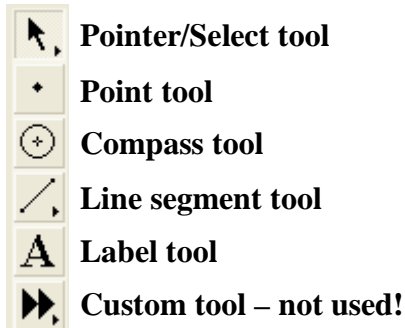 Pointer/Select tool
Point tool
Compass tool
Line segment tool
A Label tool
Custom tool – not used!